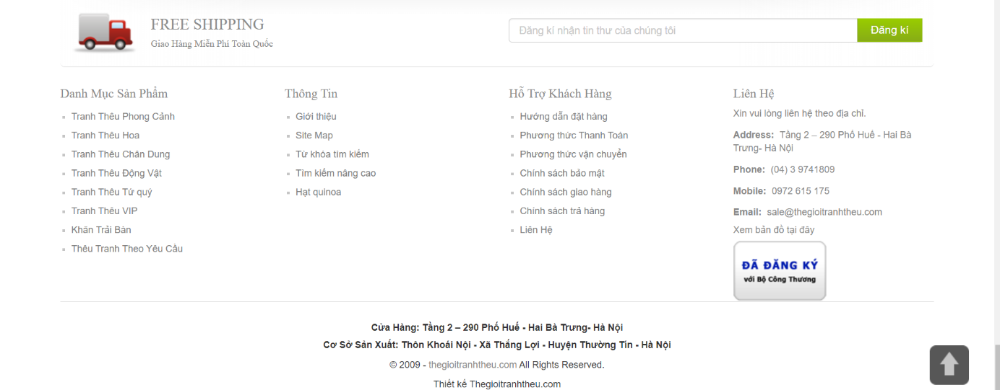 FREE SHIPPING
Giao Hàng Miễn Phí Toàn Quốc
Đăng kí nhận tin thư của chúng tôi
Đăng kí
Danh Mục Sản Phẩm
Tranh Thêu Phong Cảnh
Tranh Thêu Hoa
Tranh Thêu Chân Dung
Tranh Thêu Động Vật
Tranh Thêu Tứ quý
Tranh Thêu VIP
Khăn Trải Bàn
Thêu Tranh Theo Yêu Cầu
Thông Tin
Giới thiệu
Site Map
Từ khóa tìm kiếm
Tìm kiếm nâng cao
Hạt quinoa
Hỗ Trợ Khách Hàng
Hướng dẫn đặt hàng
Phương thức Thanh Toán
Phương thức vận chuyển
Chính sách bảo mật
Chính sách giao hàng
Chính sách trả hàng
Liên Hệ
Liên Hệ
Xin vui lòng liên hệ theo địa chỉ.
Address: Tầng 2 – 290 Phố Huế - Hai Bà
Trưng- Hà Nội
Phone: (04) 3 9741809
Mobile: 0972 615 175
Email: sale@thegioitranhtheu.com
Xem bản đồ tại đây
ĐÃ ĐĂNG KÝ
với Bộ Công Thương
Cửa Hàng: Tầng 2 – 290 Phố Huế - Hai Bà Trưng- Hà Nội
Cơ Sở Sản Xuất: Thôn Khoái Nội - Xã Thắng Lợi - Huyện Thường Tín - Hà Nội
© 2009 - thegioitranhtheu.com All Rights Reserved.
Thiết kế Thegioitranhtheu.com